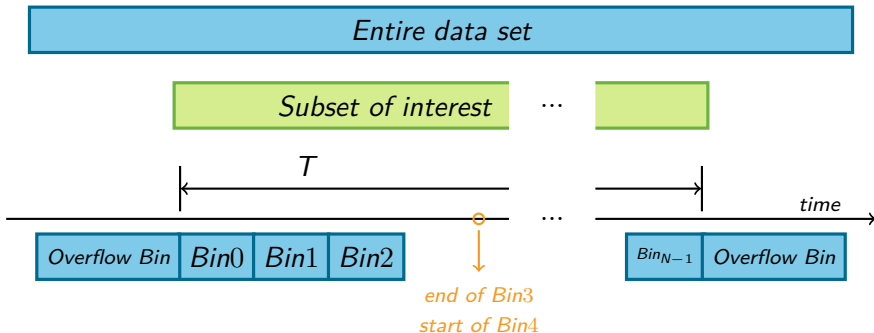 Entire data set
Subset of interest ...
T
time
...
Overflow Bin Bin0 Bin1 Bin2 Bin_{N−1} Overflow Bin
end of Bin3
start of Bin4